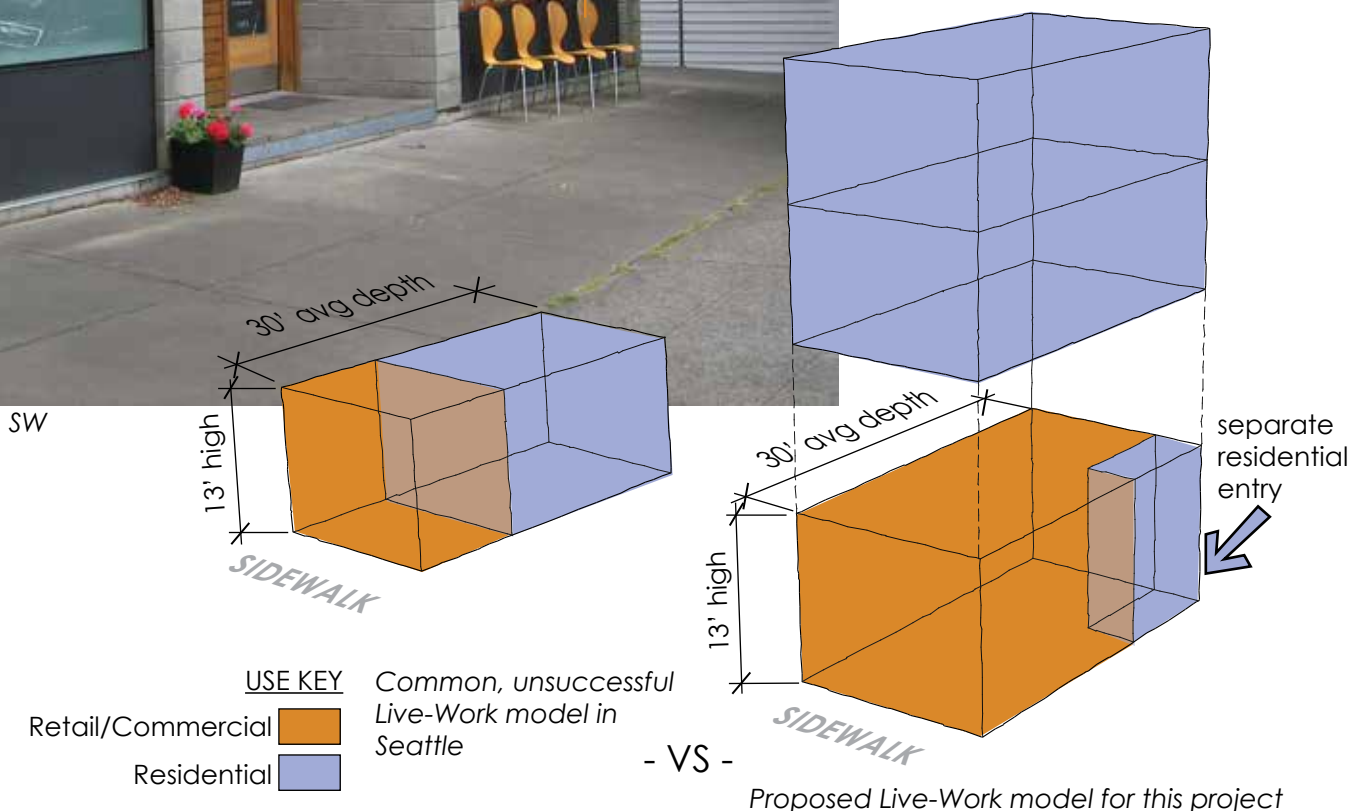 30' avg depth
SW
13' high
SIDEWALK
30' avg depth
13' high
separate
residential
entry
SIDEWALK
USE KEY
Retail/Commercial
Residential
Common, unsuccessful
Live-Work model in
Seattle
- VS -
Proposed Live-Work model for this project